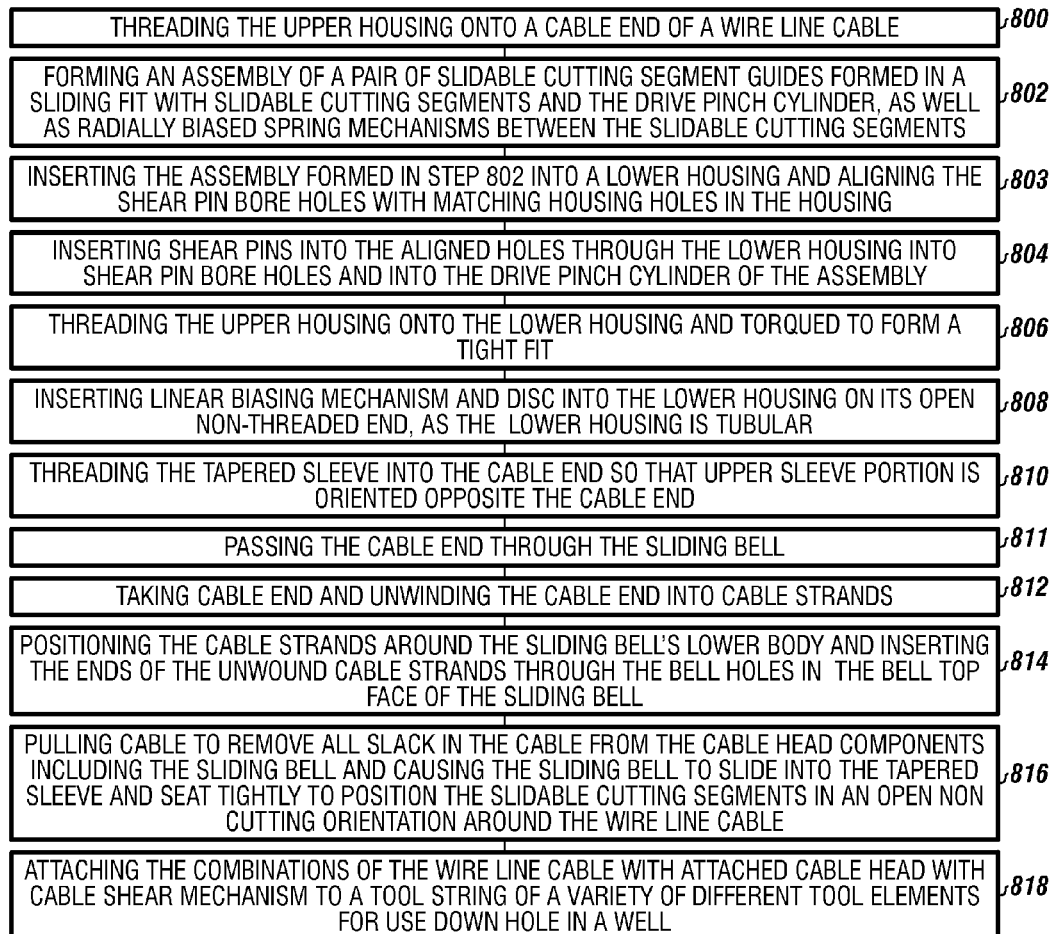 THREADING THE UPPER HOUSING ONTO A CABLE END OF A WIRE LINE CABLE
800
FORMING AN ASSEMBLY OF A PAIR OF SLIDABLE CUTTING SEGMENT GUIDES FORMED IN A
SLIDING FIT WITH SLIDABLE CUTTING SEGMENTS AND THE DRIVE PINCH CYLINDER, AS WELL
AS RADIALLY BIASED SPRING MECHANISMS BETWEEN THE SLIDABLE CUTTING SEGMENTS
802
INSERTING THE ASSEMBLY FORMED IN STEP 802 INTO A LOWER HOUSING AND ALIGNING THE
SHEAR PIN BORE HOLES WITH MATCHING HOUSING HOLES IN THE HOUSING
803
INSERTING SHEAR PINS INTO THE ALIGNED HOLES THROUGH THE LOWER HOUSING INTO
SHEAR PIN BORE HOLES AND INTO THE DRIVE PINCH CYLINDER OF THE ASSEMBLY
804
THREADING THE UPPER HOUSING ONTO THE LOWER HOUSING AND TORQUED TO FORM A
TIGHT FIT
806
INSERTING LINEAR BIASING MECHANISM AND DISC INTO THE LOWER HOUSING ON ITS OPEN
NON-THREADED END, AS THE LOWER HOUSING IS TUBULAR
808
THREADING THE TAPERED SLEEVE INTO THE CABLE END SO THAT UPPER SLEEVE PORTION IS
ORIENTED OPPOSITE THE CABLE END
810
PASSING THE CABLE END THROUGH THE SLIDING BELL
811
TAKING CABLE END AND UNWINDING THE CABLE END INTO CABLE STRANDS
812
POSITIONING THE CABLE STRANDS AROUND THE SLIDING BELL'S LOWER BODY AND INSERTING
THE ENDS OF THE UNWOUND CABLE STRANDS THROUGH THE BELL HOLES IN THE BELL TOP
FACE OF THE SLIDING BELL
814
PULLING CABLE TO REMOVE ALL SLACK IN THE CABLE FROM THE CABLE HEAD COMPONENTS
INCLUDING THE SLIDING BELL AND CAUSING THE SLIDING BELL TO SLIDE INTO THE TAPERED
SLEEVE AND SEAT TIGHTLY TO POSITION THE SLIDABLE CUTTING SEGMENTS IN AN OPEN NON
CUTTING ORIENTATION AROUND THE WIRE LINE CABLE
816
ATTACHING THE COMBINATIONS OF THE WIRE LINE CABLE WITH ATTACHED CABLE HEAD WITH
CABLE SHEAR MECHANISM TO A TOOL STRING OF A VARIETY OF DIFFERENT TOOL ELEMENTS
FOR USE DOWN HOLE IN A WELL
818